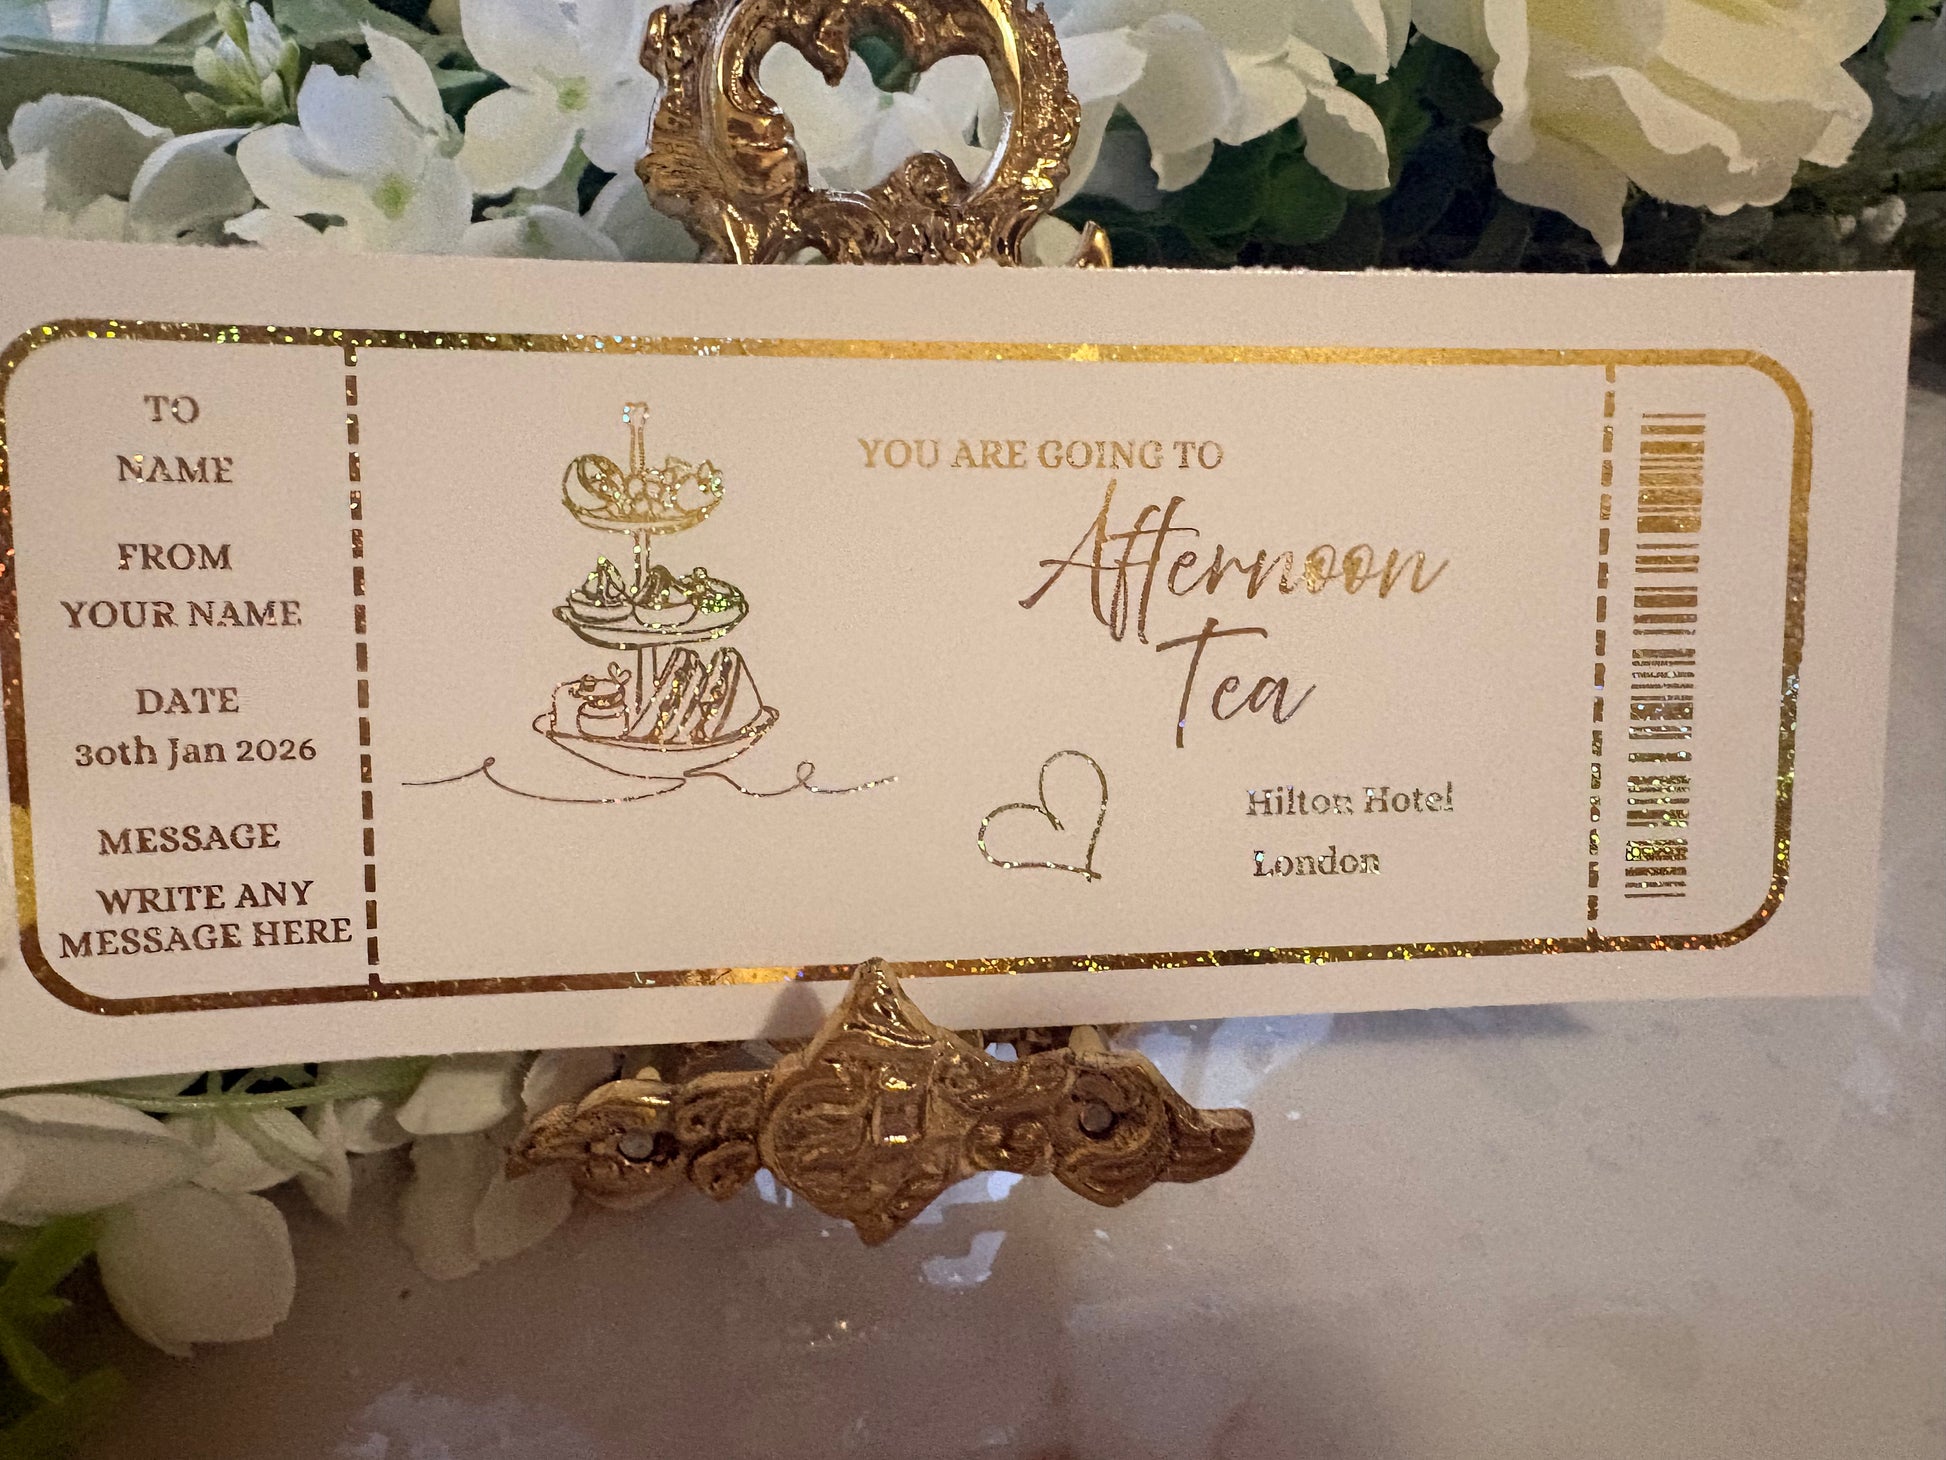 TO
NAME
FROM
YOUR NAME
DATE
30th Jan 2026
MESSAGE
WRITE ANY
MESSAGE HERE
YOU ARE GOING TO
Afternoon
Tea
Hilton Hotel
London